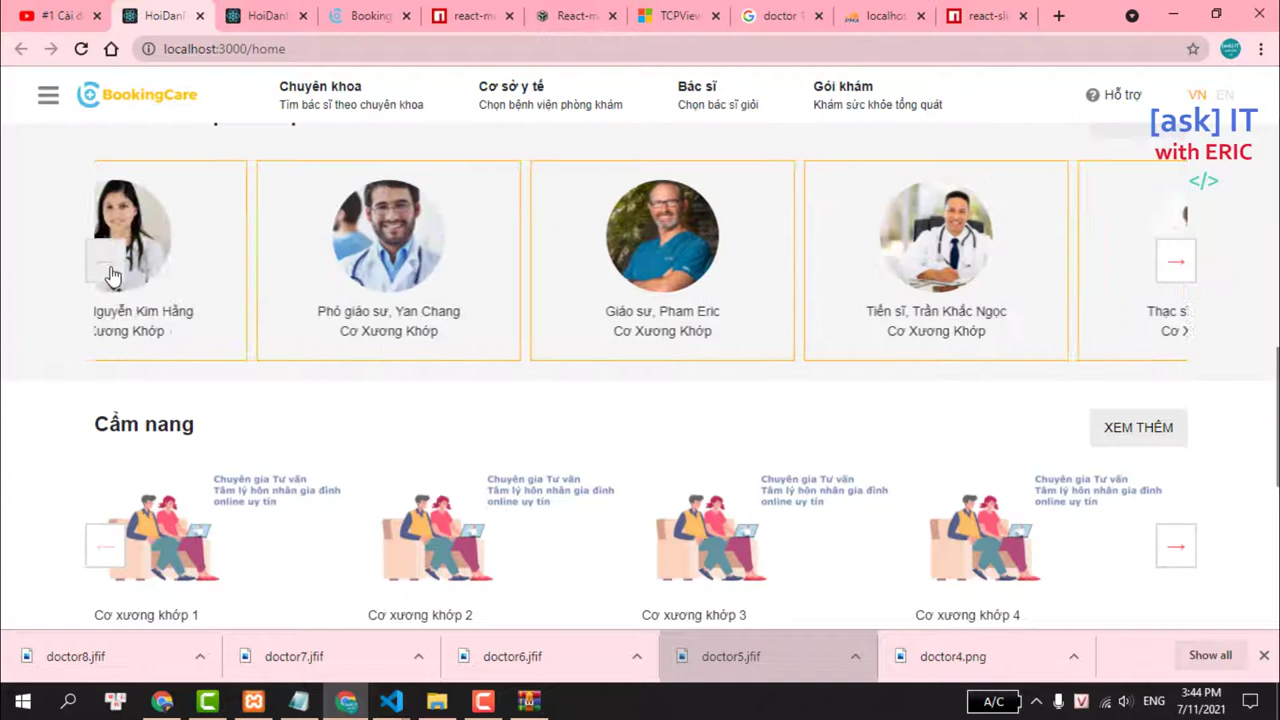 #1 Cài đ
HoiDan
HoiDanI
Booking
react-m
React-m
TCPView
doctor 1
localhos
react-sli
localhost:3000/home
BookingCare
Chuyên khoa
Tìm bác sĩ theo chuyên khoa
Cơ sở y tế
Chọn bệnh viện phòng khám
Bác sĩ
Chọn bác sĩ giỏi
Gói khám
Khám sức khỏe tổng quát
Hỗ trợ
VN EN
[ask] IT
with ERIC
</>
Nguyễn Kim Hằng
Xương Khớp
Phó giáo sư, Yan Chang
Cơ Xương Khớp
Giáo sư, Pham Eric
Cơ Xương Khớp
Tiến sĩ, Trần Khắc Ngọc
Cơ Xương Khớp
Thạc s
Cơ X
Cẩm nang
XEM THÊM
Chuyên gia Tư vấn
Tâm lý hôn nhân gia đình
online uy tín
Chuyên gia Tư vấn
Tâm lý hôn nhân gia đình
online uy tín
Chuyên gia Tư vấn
Tâm lý hôn nhân gia đình
online uy tín
Chuyên gia Tư vấn
Tâm lý hôn nhân gia đình
online uy tín
Cơ xương khớp 1
Cơ xương khớp 2
Cơ xương khớp 3
Cơ xương khớp 4
doctor8.jfif
doctor7.jfif
doctor6.jfif
doctor5.jfif
doctor4.png
Show all
A/C
V
ENG
3:44 PM
7/11/2021